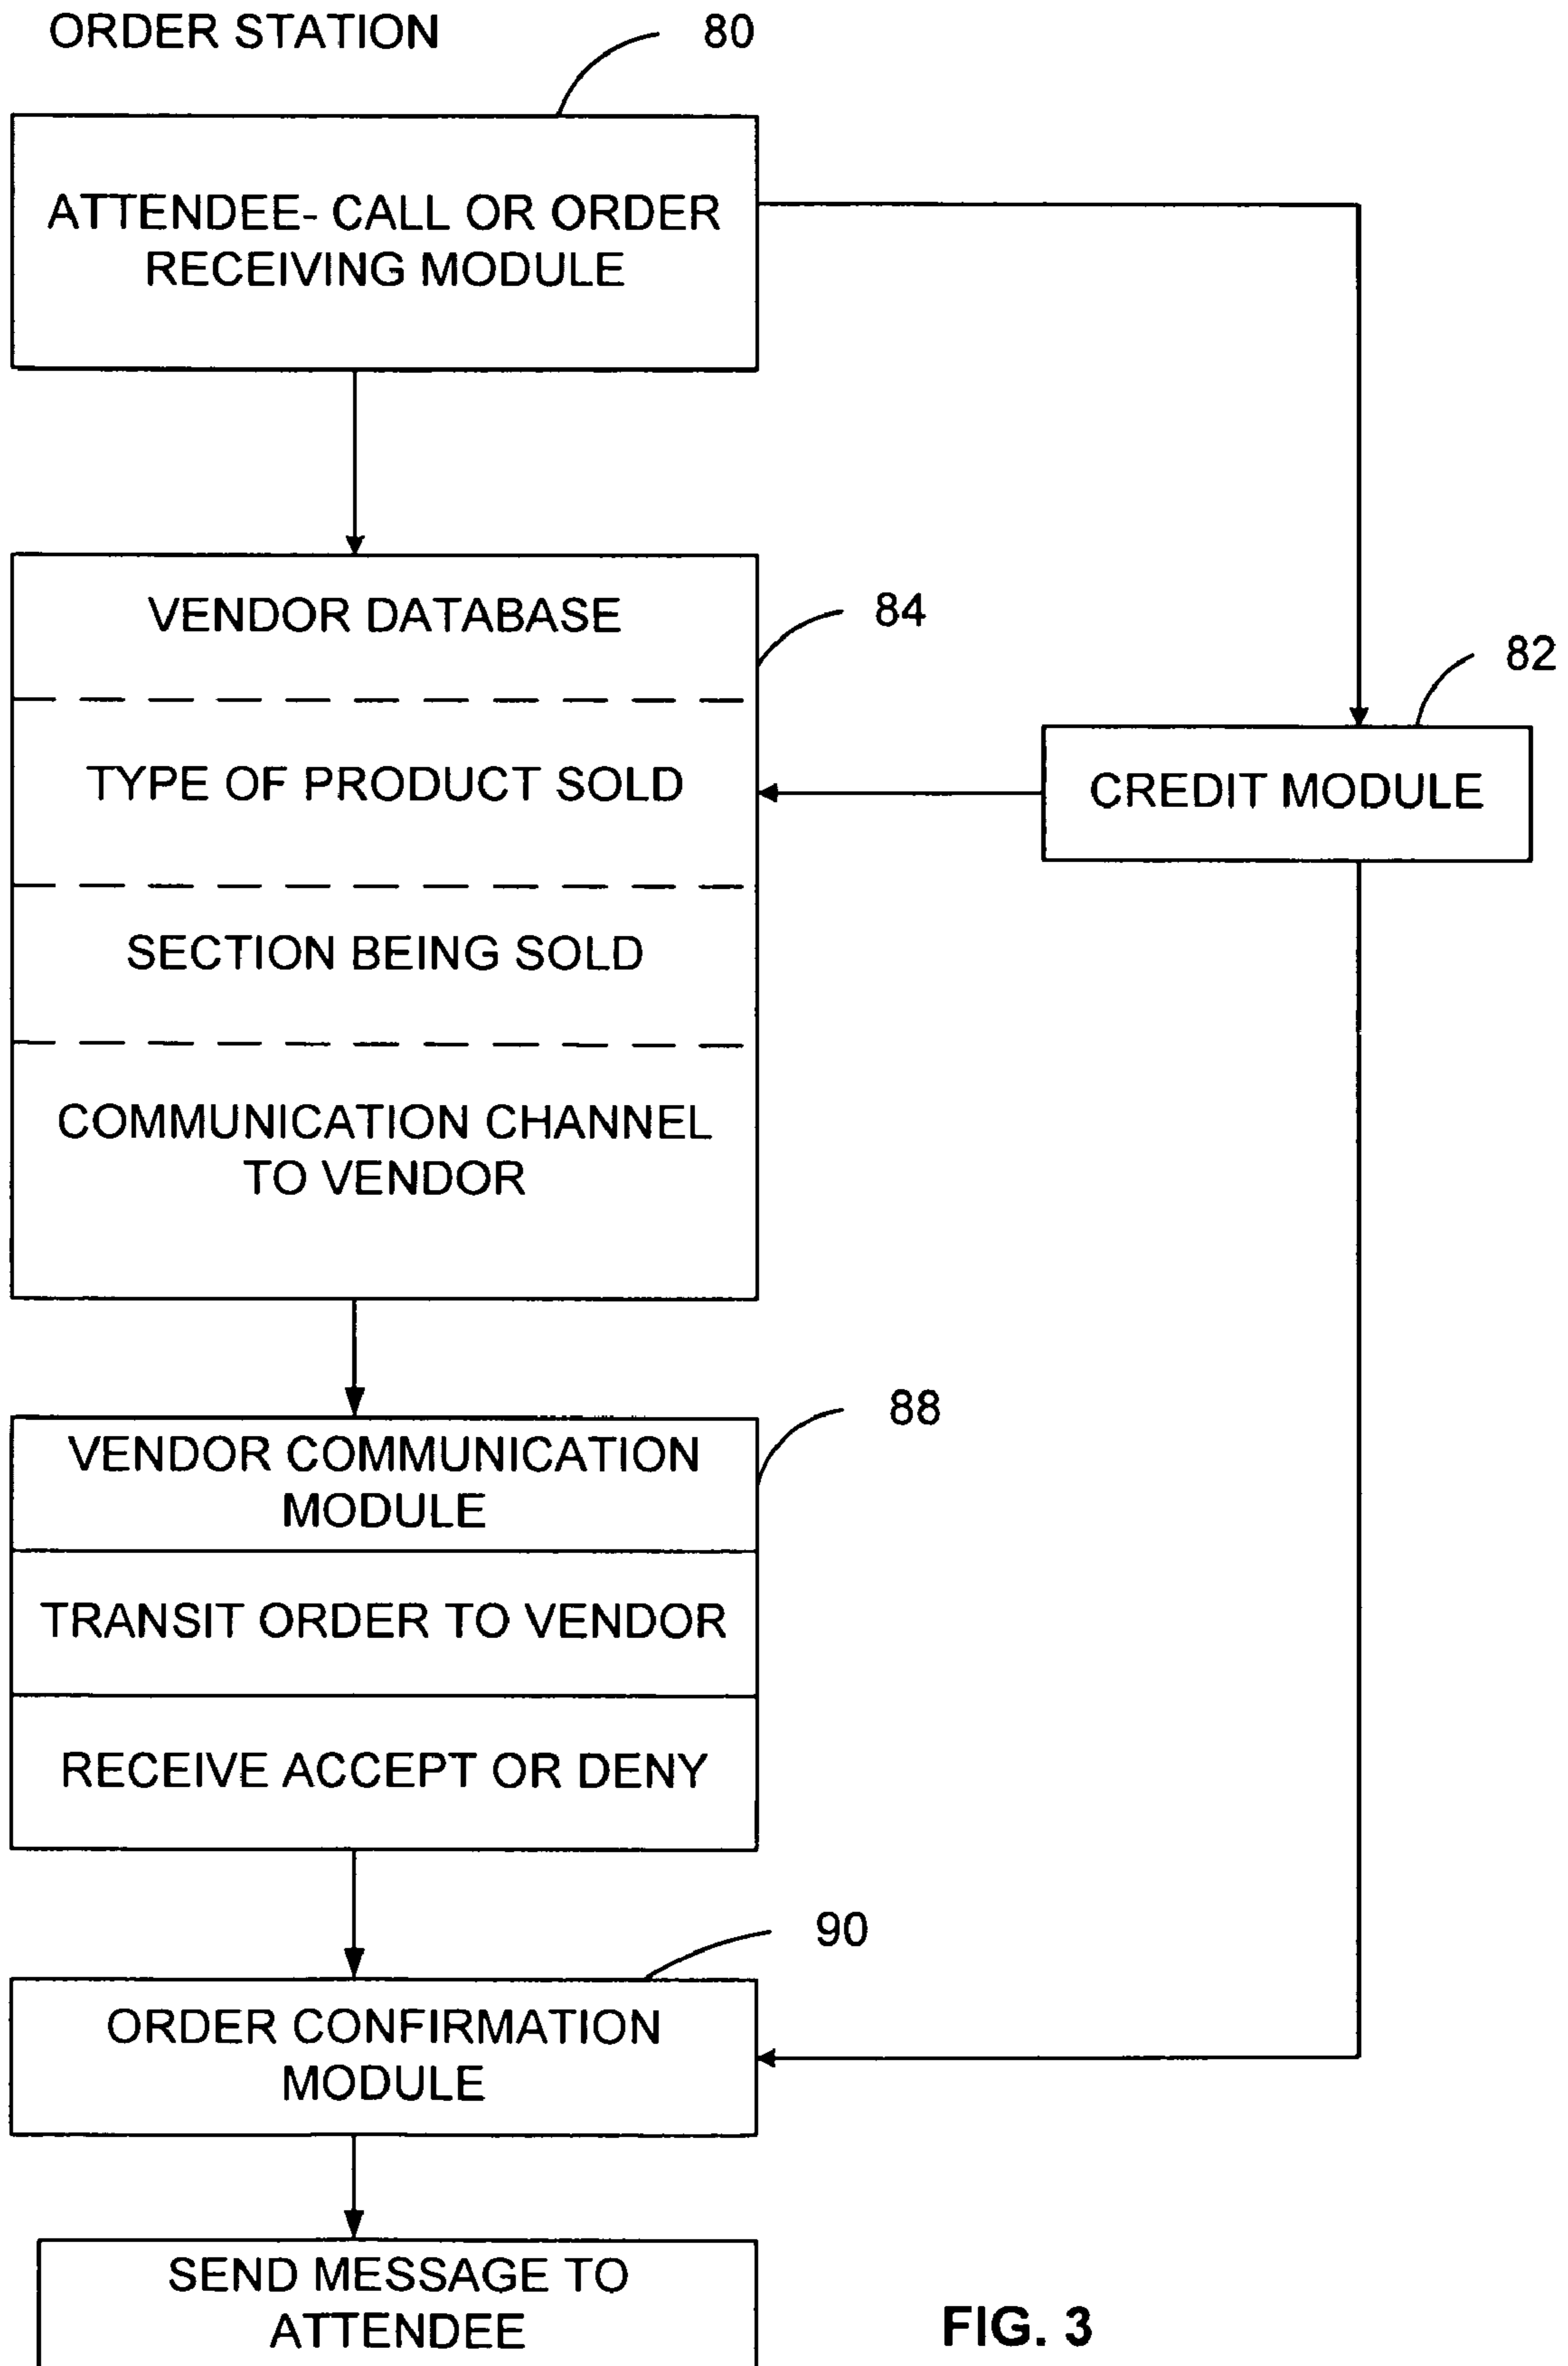 ORDER STATION
80
ATTENDEE- CALL OR ORDER
RECEIVING MODULE
VENDOR DATABASE
84
82
TYPE OF PRODUCT SOLD
CREDIT MODULE
SECTION BEING SOLD
COMMUNICATION CHANNEL
TO VENDOR
88
VENDOR COMMUNICATION
MODULE
TRANSIT ORDER TO VENDOR
RECEIVE ACCEPT OR DENY
90
ORDER CONFIRMATION
MODULE
SEND MESSAGE TO
ATTENDEE
FIG. 3